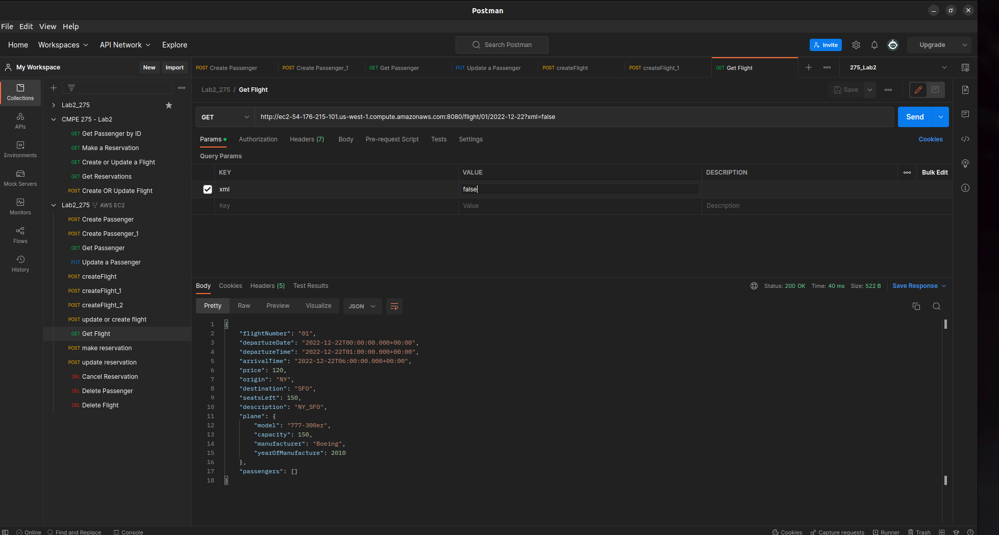 Postman
File Edit View Help
Home Workspaces API Network Explore Search Postman Invite Upgrade
My Workspace New Import
POST Create Passenger POST Create Passenger_1 GET Get Passenger PUT Update a Passenger POST createFlight POST createFlight_1 GET Get Flight 275_Lab2
Collections
APIs
Environments
Mock Servers
Monitors
Flows
History
Lab2_275
CMPE 275 - Lab2
GET Get Passenger by ID
GET Make a Reservation
GET Create or Update a Flight
GET Get Reservations
POST Create OR Update Flight
Lab2_275 AWS EC2
POST Create Passenger
POST Create Passenger_1
GET Get Passenger
PUT Update a Passenger
POST createFlight
POST createFlight_1
POST createFlight_2
POST update or create flight
GET Get Flight
POST make reservation
POST update reservation
DEL Cancel Reservation
DEL Delete Passenger
DEL Delete Flight
Lab2_275 / Get Flight Save
GET http://ec2-54-176-215-101.us-west-1.compute.amazonaws.com:8080/flight/01/2022-12-22?xml=false Send
Params Authorization Headers (7) Body Pre-request Script Tests Settings Cookies
Query Params
KEY VALUE DESCRIPTION Bulk Edit
xml false
Key Value Description
Body Cookies Headers (5) Test Results Status: 200 OK Time: 40 ms Size: 522 B Save Response
Pretty Raw Preview Visualize JSON
1 {
2 "flightNumber": "01",
3 "departureDate": "2022-12-22T00:00:00.000+00:00",
4 "departureTime": "2022-12-22T01:00:00.000+00:00",
5 "arrivalTime": "2022-12-22T06:00:00.000+00:00",
6 "price": 120,
7 "origin": "NY",
8 "destination": "SFO",
9 "seatsLeft": 150,
10 "description": "NY_SFO",
11 "plane": {
12 "model": "777-300er",
13 "capacity": 150,
14 "manufacturer": "Boeing",
15 "yearOfManufacture": 2010
16 },
17 "passengers": []
18 }
Online Find and Replace Console Cookies Capture requests Runner Trash